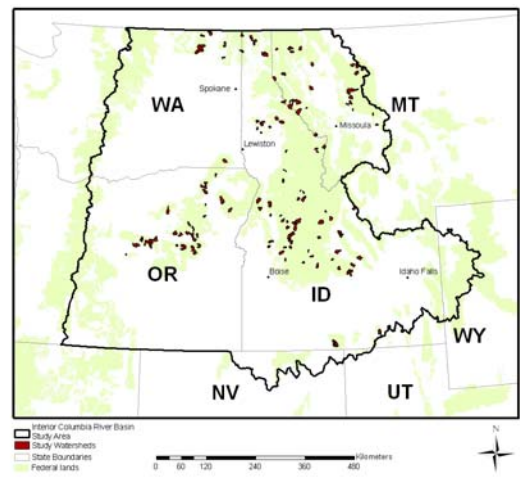 WA
Spokane
MT
Missoula
Lewiston
OR
Boise
ID
Idaho Falls
WY
NV
UT
Interior Columbia River Basin
Study Area
Study Watersheds
State Boundaries
Federal lands
Kilometers
0 60 120 240 360 480
N